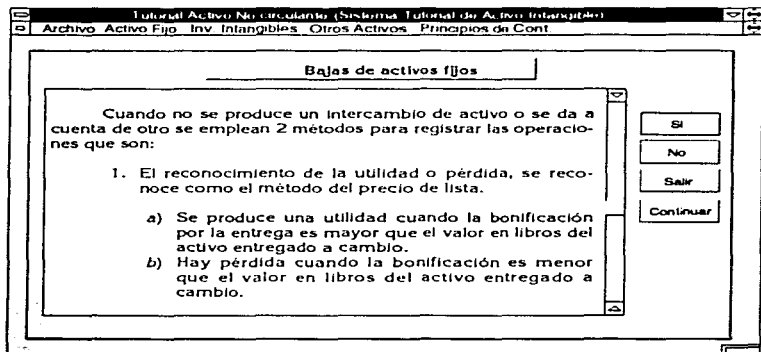 Tutorial Activo No circulante (Sistema Tutorial de Activo Intangible)
Archivo Activo Fijo Inv. Intangibles Otros Activos Principios de Cont.
Bajas de activos fijos
Cuando no se produce un intercambio de activo o se da a
cuenta de otro se emplean 2 métodos para registrar las operacio-
nes que son:
1. El reconocimiento de la utilidad o pérdida, se reco-
noce como el método del precio de lista.
a) Se produce una utilidad cuando la bonificación
por la entrega es mayor que el valor en libros del
activo entregado a cambio.
b) Hay pérdida cuando la bonificación es menor
que el valor en libros del activo entregado a
cambio.
Si
No
Salir
Continuar